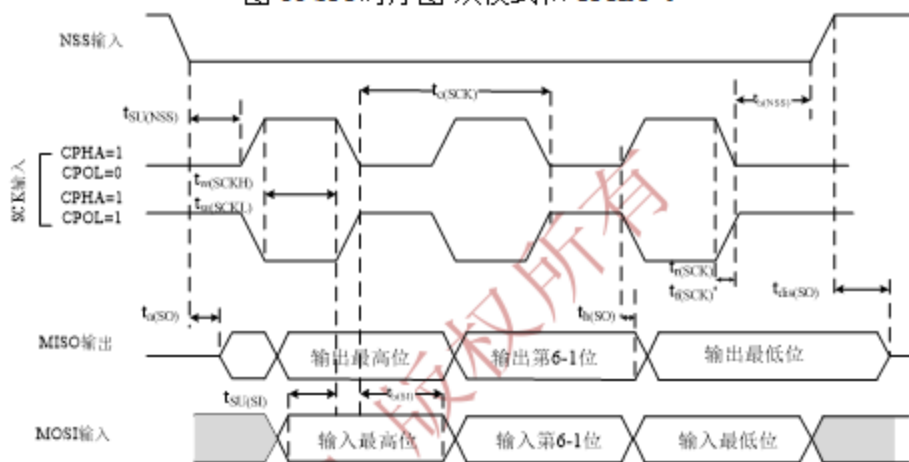 NSS输入
tc(SCK)
tSU(NSS)
th(NSS)
SCK输入
CPHA=1
CPOL=0
tw(SCKH)
CPHA=1
CPOL=1
tw(SCKL)
tr(SCK)
tf(SCK)
tdis(SO)
ta(SO)
th(SO)
MISO输出
输出最高位
输出第6-1位
输出最低位
tSU(SI)
th(SI)
MOSI输入
输入最高位
输入第6-1位
输入最低位
版权所有